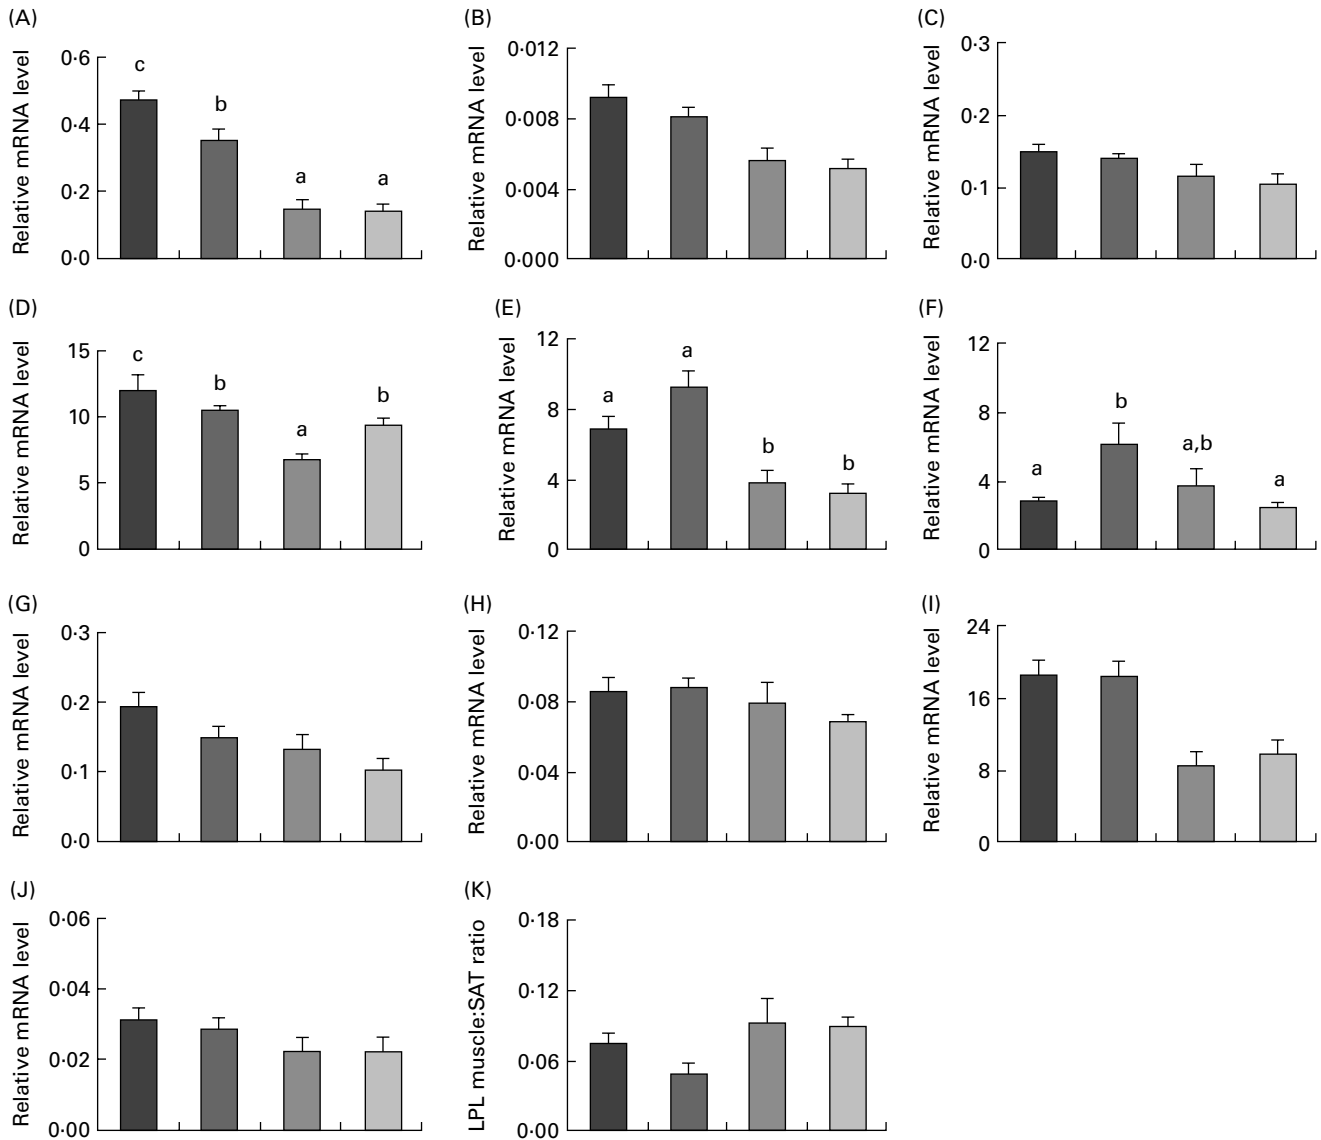 (A)
Relative mRNA level
0·6
0·4
0·2
0·0
c
b
a
a
(B)
Relative mRNA level
0·012
0·008
0·004
0·000
(C)
Relative mRNA level
0·3
0·2
0·1
0·0
(D)
Relative mRNA level
15
10
5
0
c
b
a
b
(E)
Relative mRNA level
12
8
4
0
a
a
b
b
(F)
Relative mRNA level
12
8
4
0
a
b
a,b
a
(G)
Relative mRNA level
0·3
0·2
0·1
0·0
(H)
Relative mRNA level
0·12
0·08
0·04
0·00
(I)
Relative mRNA level
24
16
8
0
(J)
Relative mRNA level
0·06
0·04
0·02
0·00
(K)
LPL muscle:SAT ratio
0·18
0·12
0·06
0·00